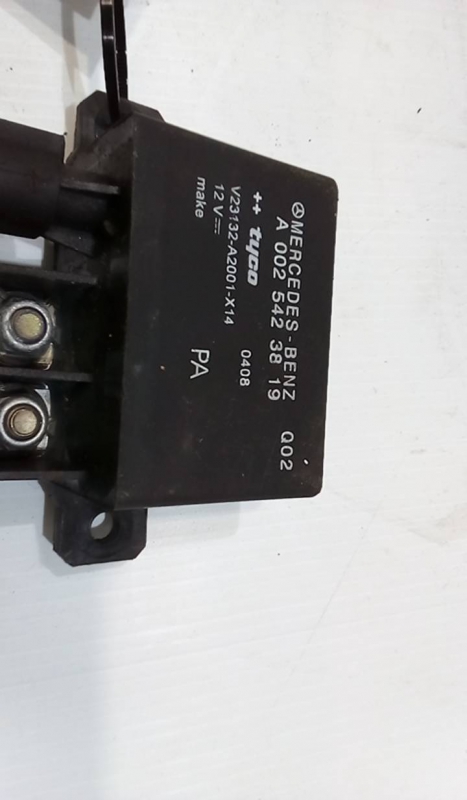 MERCEDES-BENZ Q02
A 002 542 38 19
++ tyco 0408
V23132-A2001-X14
12 V⎓ PA
make